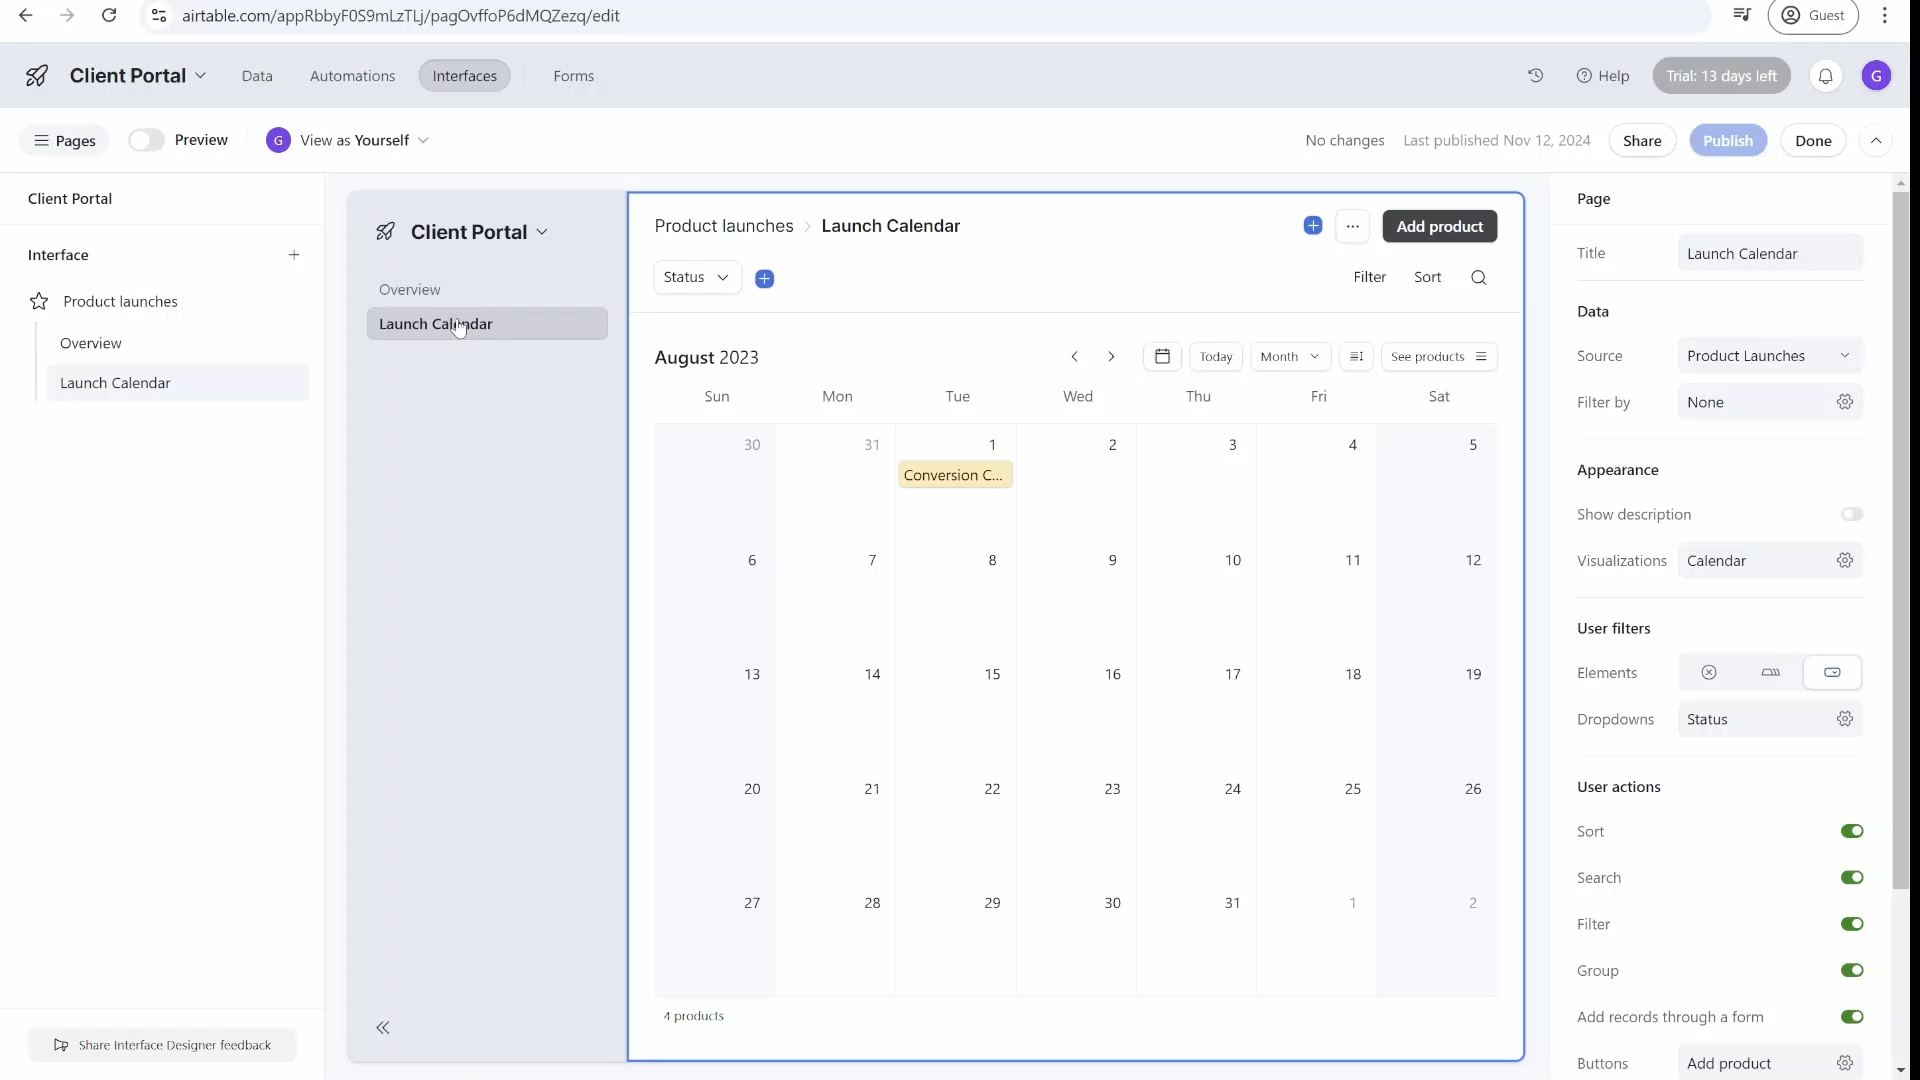 airtable.com/appRbbyF0S9mLzTLj/pagOvffoP6dMQZezq/edit
Guest
Client Portal
Data
Automations
Interfaces
Forms
Help
Trial: 13 days left
G
Pages
Preview
G
View as Yourself
No changes
Last published Nov 12, 2024
Share
Publish
Done
Client Portal
Interface
Product launches
Overview
Launch Calendar
Share Interface Designer feedback
Client Portal
Overview
Launch Calendar
Product launches > Launch Calendar
Add product
Status
Filter
Sort
August 2023
Today
Month
See products
Sun Mon Tue Wed Thu Fri Sat
30 31 1 2 3 4 5
Conversion C...
6 7 8 9 10 11 12
13 14 15 16 17 18 19
20 21 22 23 24 25 26
27 28 29 30 31 1 2
4 products
Page
Title Launch Calendar
Data
Source Product Launches
Filter by None
Appearance
Show description
Visualizations Calendar
User filters
Elements
Dropdowns Status
User actions
Sort
Search
Filter
Group
Add records through a form
Buttons Add product